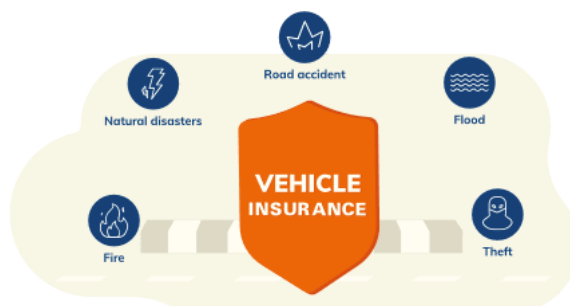 Road accident
Natural disasters
Flood
VEHICLE
INSURANCE
Fire
Theft